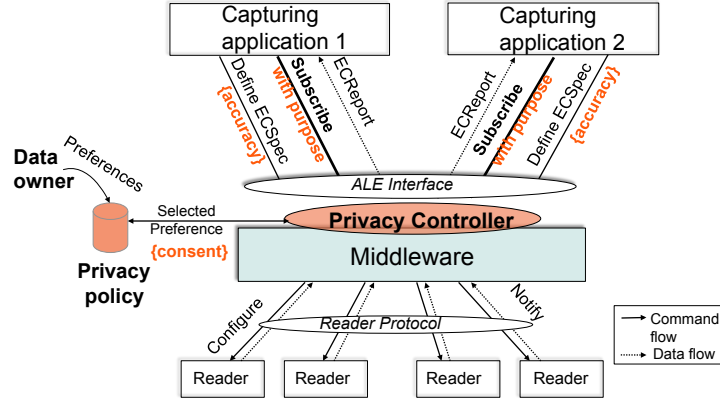 Capturing
application 1
Capturing
application 2
Define ECSpec
{accuracy}
Subscribe
with purpose
ECReport
ECReport
Subscribe
with purpose
Define ECSpec
{accuracy}
ALE Interface
Preferences
Data
owner
Selected
Preference
{consent}
Privacy Controller
Privacy
policy
Middleware
Configure
Notify
Reader Protocol
Reader
Reader
Reader
Reader
Command
flow
Data flow